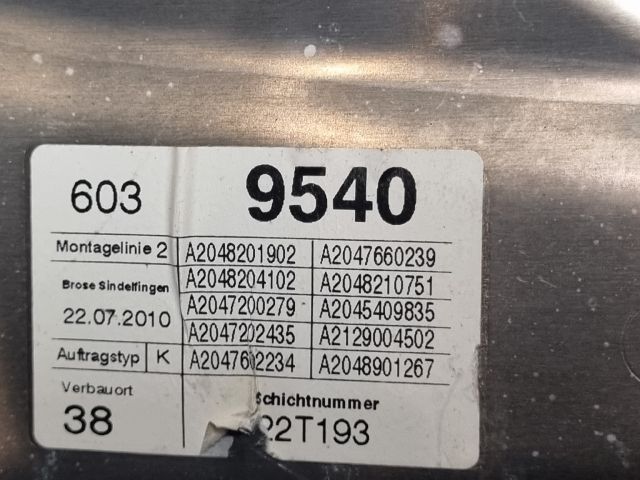 603 9540
Montagelinie 2 A2048201902 A2047660239
Brose Sindelfingen A2048204102 A2048210751
22.07.2010 A2047200279 A2045409835
A2047202435 A2129004502
Auftragstyp K A2047602234 A2048901267
Verbauort
38 22T193